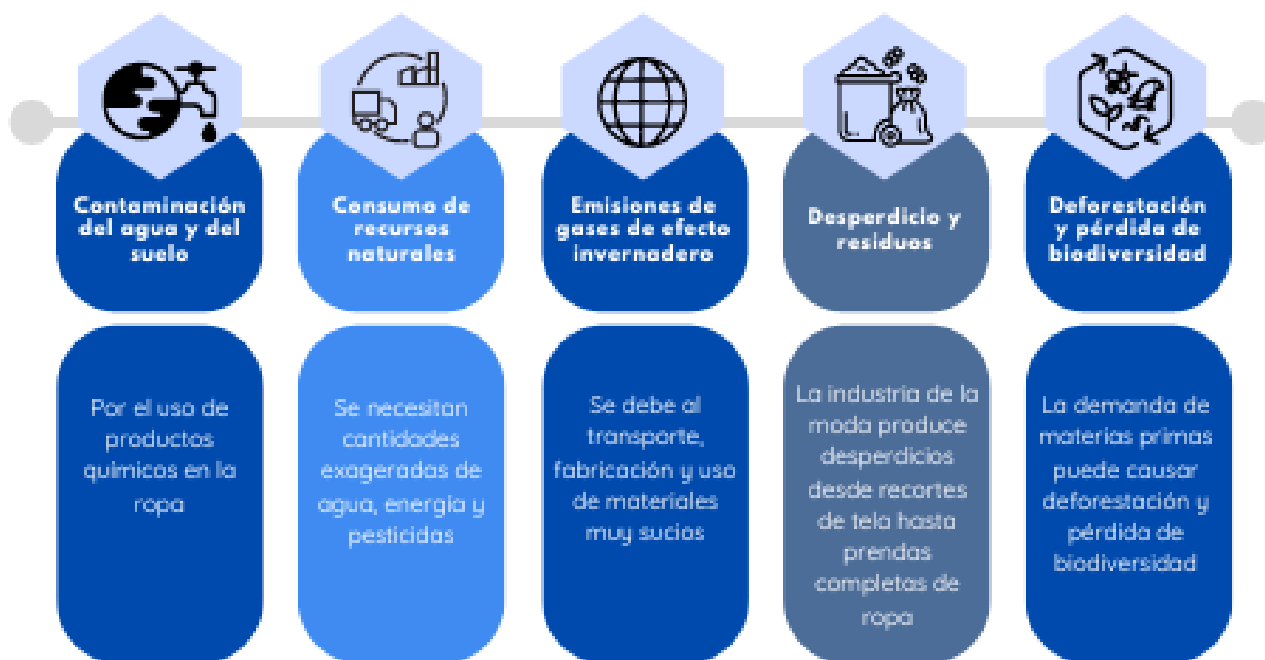 Contaminación
del agua y del
suelo
Por el uso de
productos
químicos en la
ropa
Consumo de
recursos
naturales
Se necesitan
cantidades
exageradas de
agua, energía y
pesticidas
Emisiones de
gases de efecto
invernadero
Se debe al
transporte,
fabricación y uso
de materiales
muy sucios
Desperdicio y
residuos
La industria de la
moda produce
desperdicios
desde recortes
de tela hasta
prendas
completas de
ropa
Deforestación
y pérdida de
biodiversidad
La demanda de
materias primas
puede causar
deforestación y
pérdida de
biodiversidad